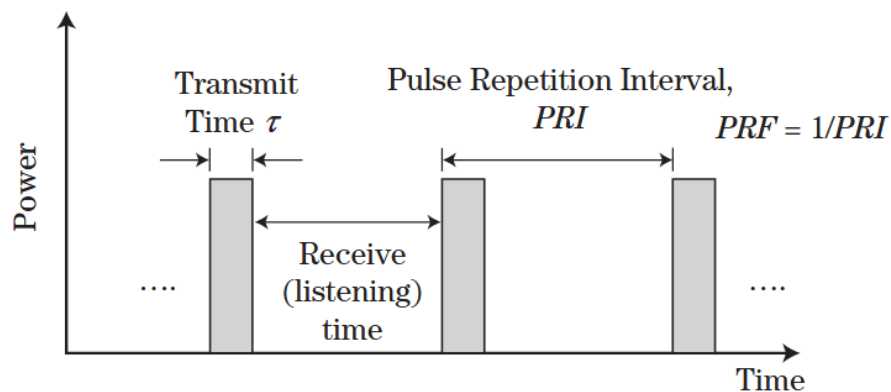 Transmit
Time τ
Pulse Repetition Interval,
PRI
PRF = 1/PRI
Power
Receive
(listening)
time
....
....
Time